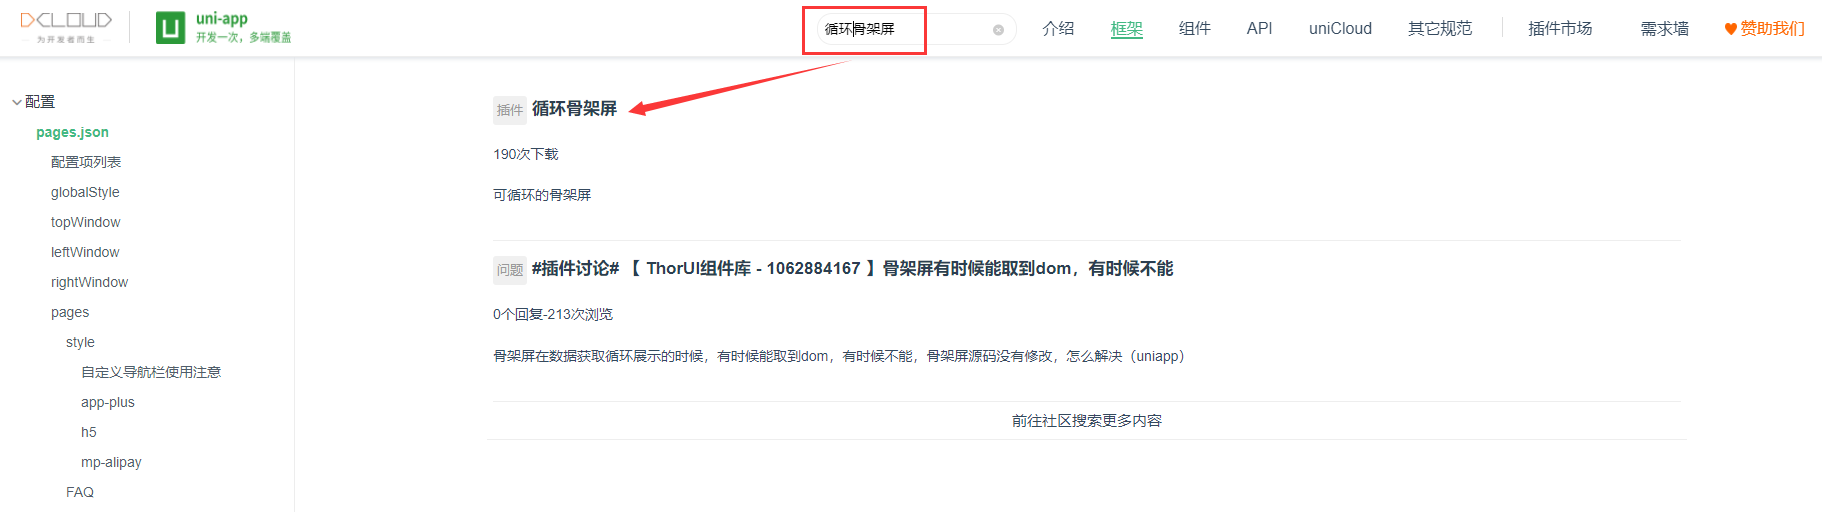 DCLOUD
为开发者而生
U
uni-app
开发一次，多端覆盖
循环骨架屏
介绍
框架
组件
API
uniCloud
其它规范
插件市场
需求墙
赞助我们
配置
pages.json
配置项列表
globalStyle
topWindow
leftWindow
rightWindow
pages
style
自定义导航栏使用注意
app-plus
h5
mp-alipay
FAQ
插件 循环骨架屏
190次下载
可循环的骨架屏
问题 #插件讨论# 【 ThorUI组件库 - 1062884167 】骨架屏有时候能取到dom，有时候不能
0个回复-213次浏览
骨架屏在数据获取循环展示的时候，有时候能取到dom，有时候不能，骨架屏源码没有修改，怎么解决（uniapp）
前往社区搜索更多内容